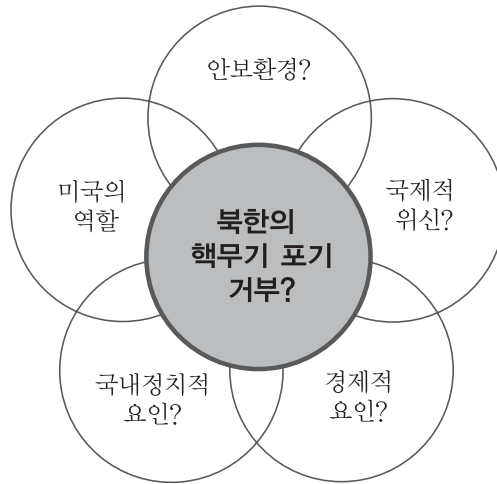 안보환경?
미국의
역할
국제적
위신?
북한의
핵무기 포기
거부?
국내정치적
요인?
경제적
요인?